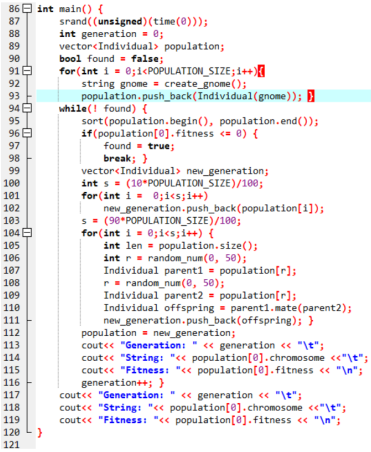 86 int main() {
87 srand((unsigned)(time(0)));
88 int generation = 0;
89 vector<Individual> population;
90 bool found = false;
91 for(int i = 0;i<POPULATION_SIZE;i++){
92 string gnome = create_gnome();
93 population.push_back(Individual(gnome)); }
94 while(! found) {
95 sort(population.begin(), population.end());
96 if(population[0].fitness <= 0) {
97 found = true;
98 break; }
99 vector<Individual> new_generation;
100 int s = (10*POPULATION_SIZE)/100;
101 for(int i = 0;i<s;i++)
102 new_generation.push_back(population[i]);
103 s = (90*POPULATION_SIZE)/100;
104 for(int i = 0;i<s;i++) {
105 int len = population.size();
106 int r = random_num(0, 50);
107 Individual parent1 = population[r];
108 r = random_num(0, 50);
109 Individual parent2 = population[r];
110 Individual offspring = parent1.mate(parent2);
111 new_generation.push_back(offspring); }
112 population = new_generation;
113 cout<< "Generation: " << generation << "\t";
114 cout<< "String: "<< population[0].chromosome <<"\t";
115 cout<< "Fitness: "<< population[0].fitness << "\n";
116 generation++; }
117 cout<< "Generation: " << generation << "\t";
118 cout<< "String: "<< population[0].chromosome <<"\t";
119 cout<< "Fitness: "<< population[0].fitness << "\n";
120 }
121